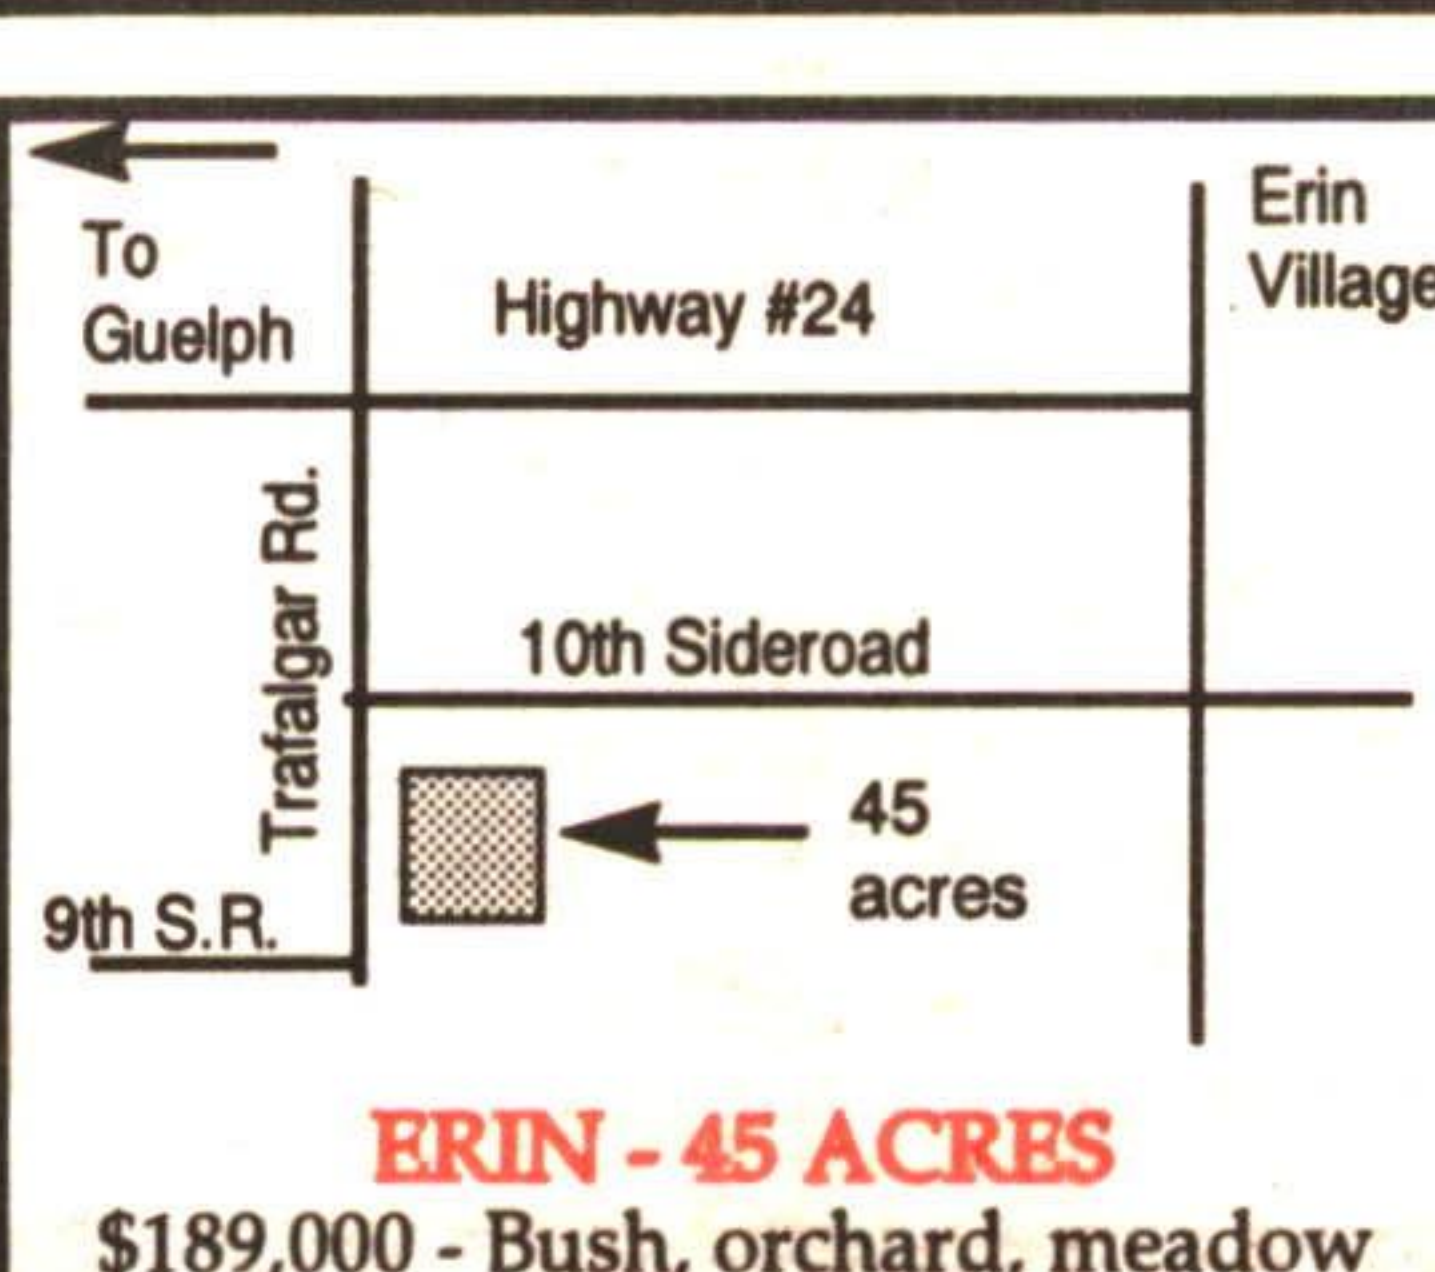 To
Guelph
Highway #24
Erin
Village
Trafalgar Rd.
10th Sideroad
45
acres
9th S.R.
ERIN - 45 ACRES
$189,000 - Bush, orchard, meadow